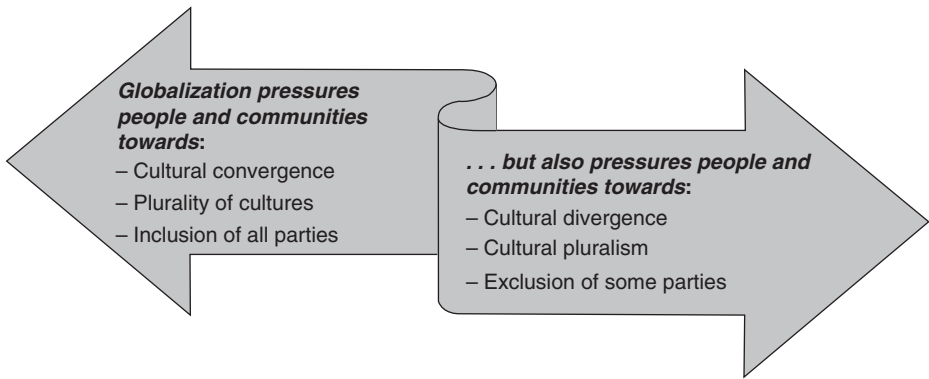 Globalization pressures
people and communities
towards:
– Cultural convergence
– Plurality of cultures
– Inclusion of all parties
. . . but also pressures people and
communities towards:
– Cultural divergence
– Cultural pluralism
– Exclusion of some parties